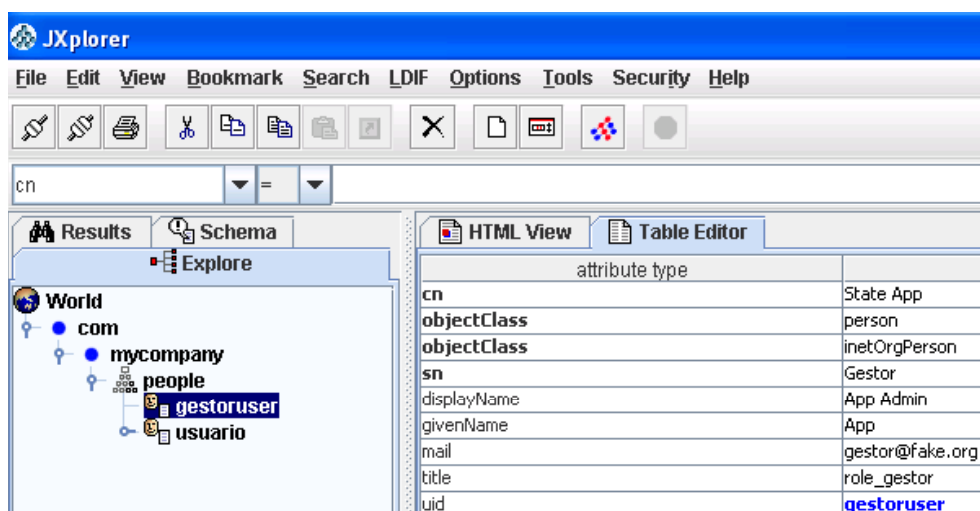 JXplorer
File Edit View Bookmark Search LDIF Options Tools Security Help
cn =
Results Schema
Explore
World
com
mycompany
people
gestoruser
usuario
HTML View Table Editor
attribute type
cn State App
objectClass person
objectClass inetOrgPerson
sn Gestor
displayName App Admin
givenName App
mail gestor@fake.org
title role_gestor
uid gestoruser